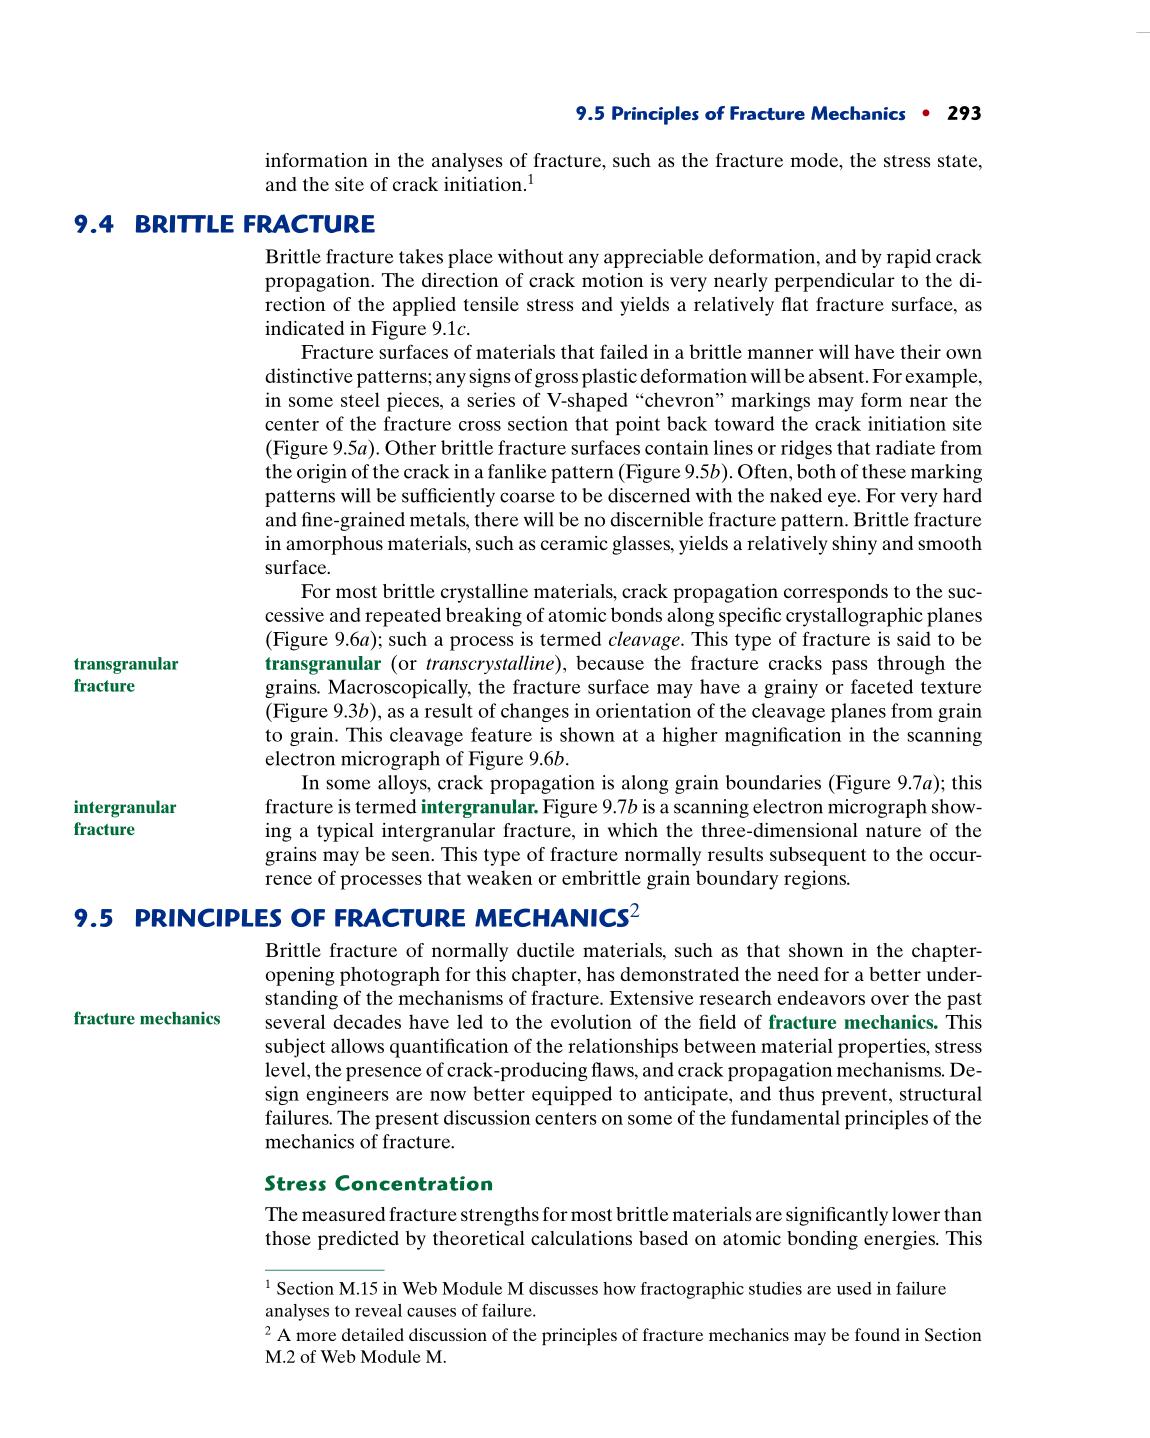 9.5 Principles of Fracture Mechanics • 293
information in the analyses of fracture, such as the fracture mode, the stress state,
and the site of crack initiation.1
9.4 BRITTLE FRACTURE
Brittle fracture takes place without any appreciable deformation, and by rapid crack
propagation. The direction of crack motion is very nearly perpendicular to the di-
rection of the applied tensile stress and yields a relatively flat fracture surface, as
indicated in Figure 9.1c.
Fracture surfaces of materials that failed in a brittle manner will have their own
distinctive patterns; any signs of gross plastic deformation will be absent. For example,
in some steel pieces, a series of V-shaped “chevron” markings may form near the
center of the fracture cross section that point back toward the crack initiation site
(Figure 9.5a). Other brittle fracture surfaces contain lines or ridges that radiate from
the origin of the crack in a fanlike pattern (Figure 9.5b). Often, both of these marking
patterns will be sufficiently coarse to be discerned with the naked eye. For very hard
and fine-grained metals, there will be no discernible fracture pattern. Brittle fracture
in amorphous materials, such as ceramic glasses, yields a relatively shiny and smooth
surface.
For most brittle crystalline materials, crack propagation corresponds to the suc-
cessive and repeated breaking of atomic bonds along specific crystallographic planes
(Figure 9.6a); such a process is termed cleavage. This type of fracture is said to be
transgranular
fracture
transgranular (or transcrystalline), because the fracture cracks pass through the
grains. Macroscopically, the fracture surface may have a grainy or faceted texture
(Figure 9.3b), as a result of changes in orientation of the cleavage planes from grain
to grain. This cleavage feature is shown at a higher magnification in the scanning
electron micrograph of Figure 9.6b.
In some alloys, crack propagation is along grain boundaries (Figure 9.7a); this
intergranular
fracture
fracture is termed intergranular. Figure 9.7b is a scanning electron micrograph show-
ing a typical intergranular fracture, in which the three-dimensional nature of the
grains may be seen. This type of fracture normally results subsequent to the occur-
rence of processes that weaken or embrittle grain boundary regions.
9.5 PRINCIPLES OF FRACTURE MECHANICS2
Brittle fracture of normally ductile materials, such as that shown in the chapter-
opening photograph for this chapter, has demonstrated the need for a better under-
standing of the mechanisms of fracture. Extensive research endeavors over the past
fracture mechanics
several decades have led to the evolution of the field of fracture mechanics. This
subject allows quantification of the relationships between material properties, stress
level, the presence of crack-producing flaws, and crack propagation mechanisms. De-
sign engineers are now better equipped to anticipate, and thus prevent, structural
failures. The present discussion centers on some of the fundamental principles of the
mechanics of fracture.
Stress Concentration
The measured fracture strengths for most brittle materials are significantly lower than
those predicted by theoretical calculations based on atomic bonding energies. This
1 Section M.15 in Web Module M discusses how fractographic studies are used in failure
analyses to reveal causes of failure.
2 A more detailed discussion of the principles of fracture mechanics may be found in Section
M.2 of Web Module M.